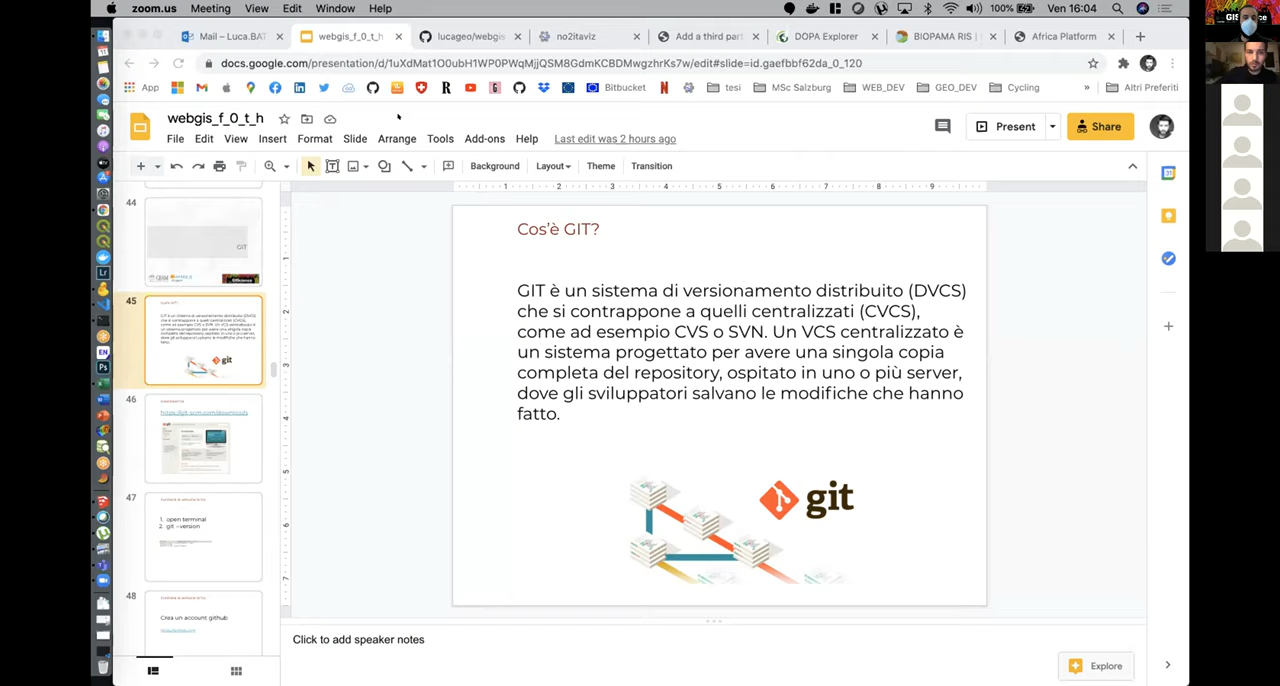 zoom.us Meeting View Edit Window Help
100% Ven 16:04
Mail – Luca.BAT
webgis_f_0_t_h
lucageo/webgis
no2itaviz
Add a third part
DOPA Explorer
BIOPAMA RIS |
Africa Platform
docs.google.com/presentation/d/1uXdMat1O0ubH1WP0PWqMjjQSM8GdmKCBDMwgzhrKs7w/edit#slide=id.gaefbbf62da_0_120
App
Bitbucket
tesi
MSc Salzburg
WEB_DEV
GEO_DEV
Cycling
»
Altri Preferiti
webgis_f_0_t_h
File Edit View Insert Format Slide Arrange Tools Add-ons Help Last edit was 2 hours ago
Present
Share
Background Layout Theme Transition
44
GIT
45
46
https://git-scm.com/downloads
47
1. open terminal
2. git --version
48
Crea un account github
Cos'è GIT?
GIT è un sistema di versionamento distribuito (DVCS)
che si contrappone a quelli centralizzati (CVCS),
come ad esempio CVS o SVN. Un VCS centralizzato è
un sistema progettato per avere una singola copia
completa del repository, ospitato in uno o più server,
dove gli sviluppatori salvano le modifiche che hanno
fatto.
git
Click to add speaker notes
Explore